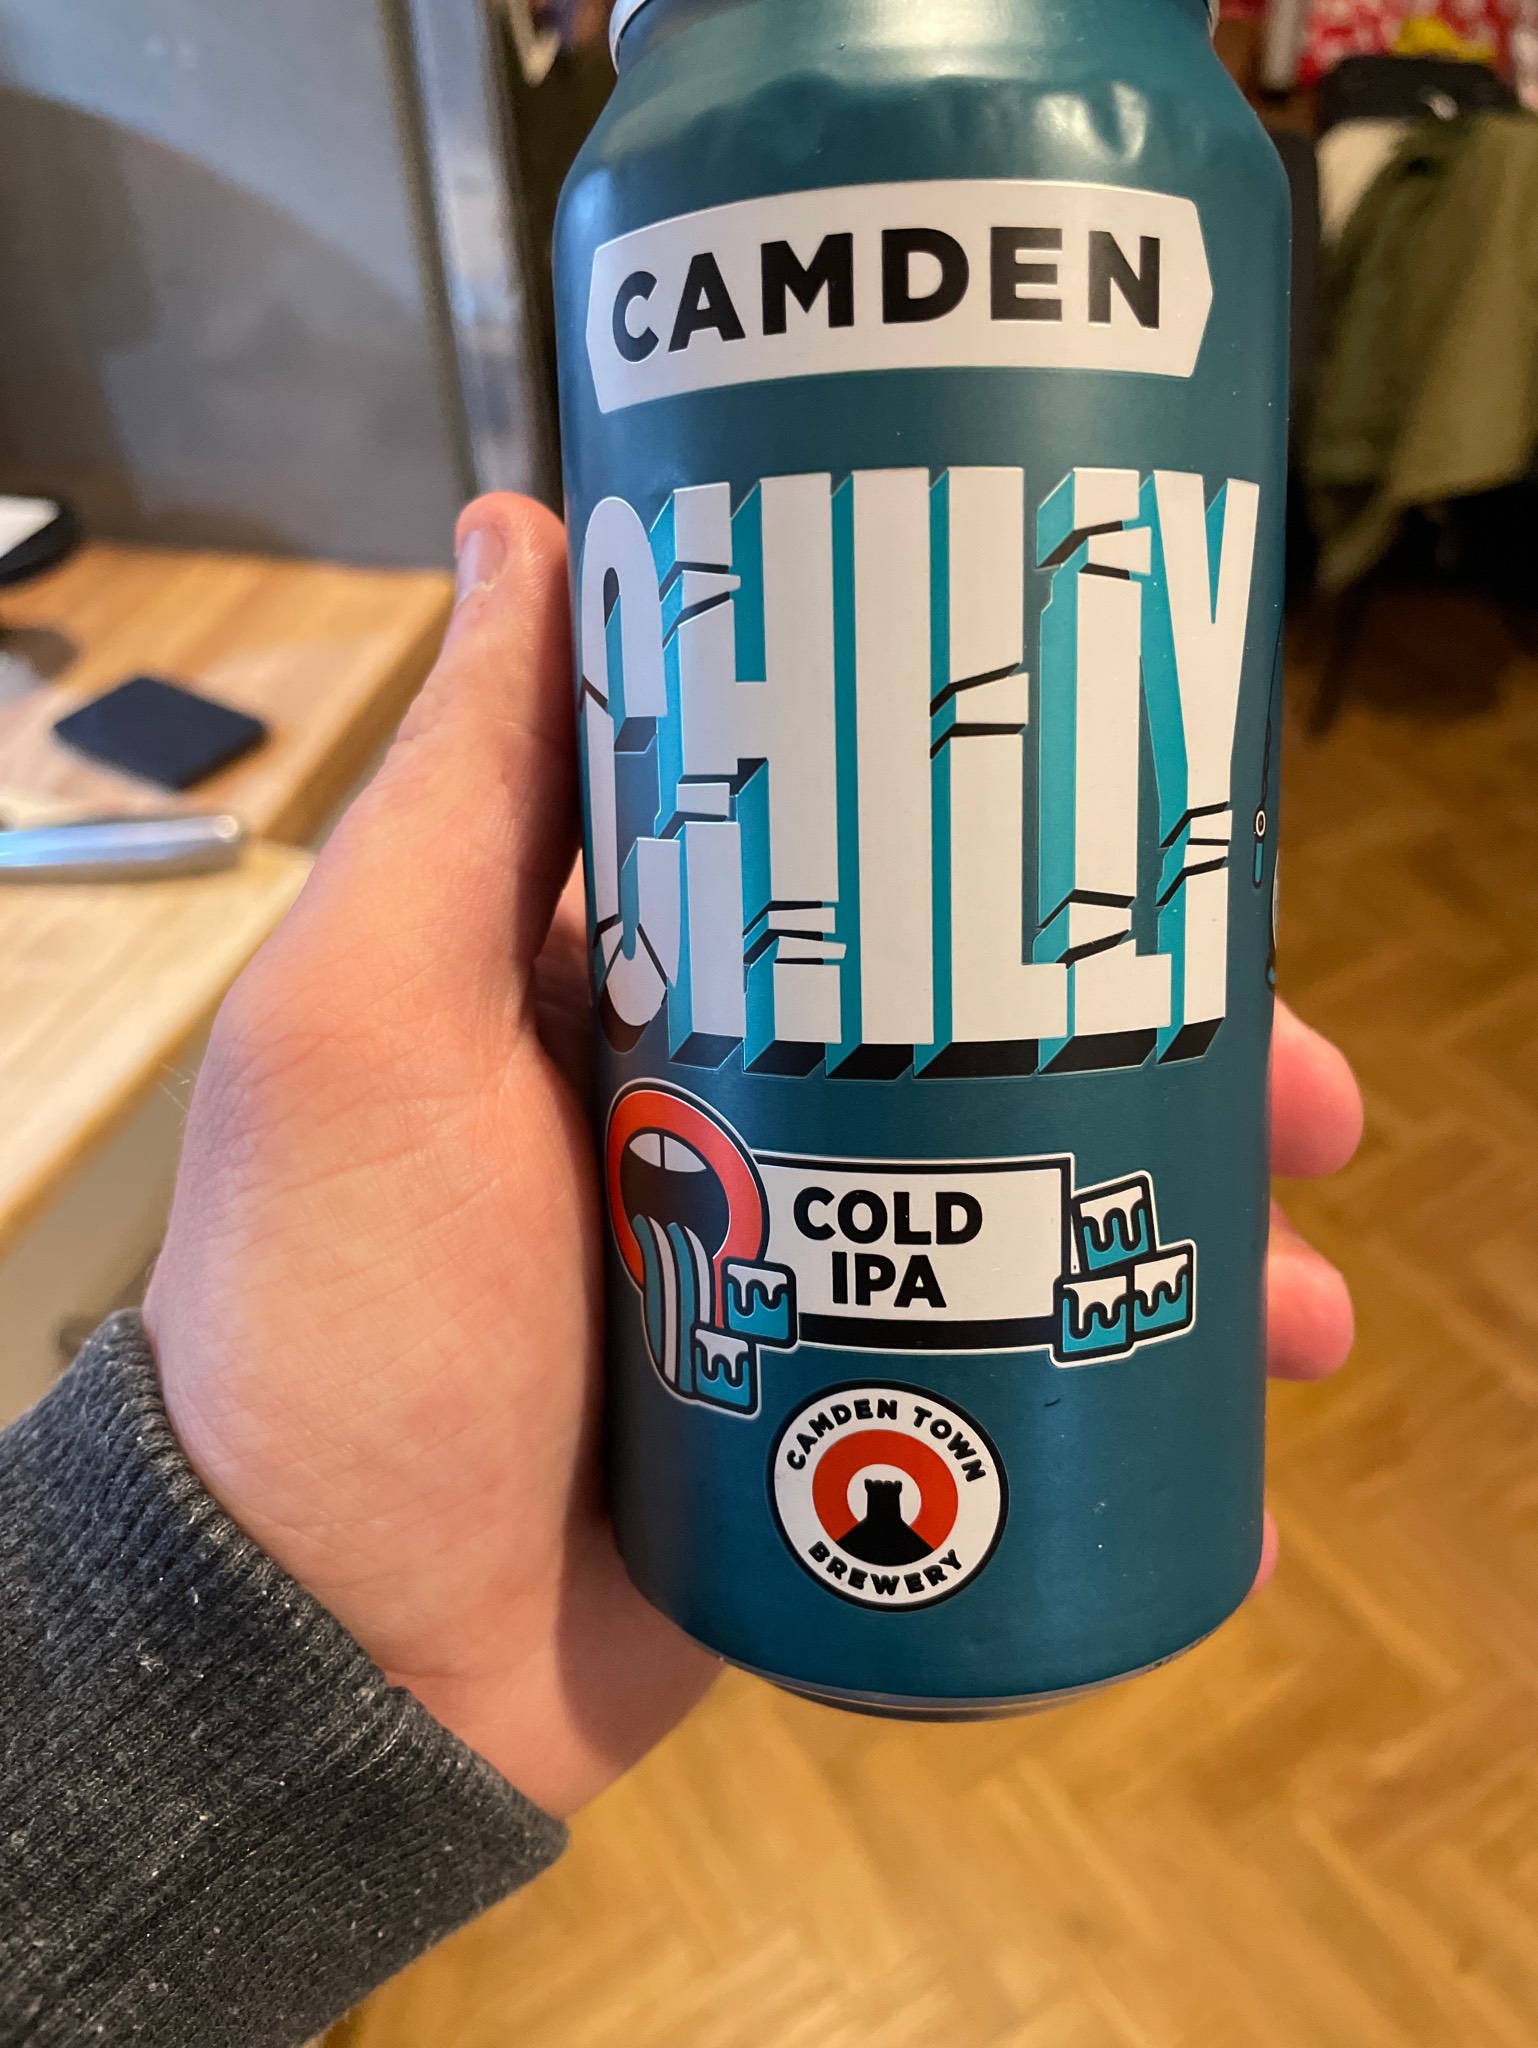 CAMDEN
CHILLY
COLD
IPA
CAMDEN TOWN
BREWERY